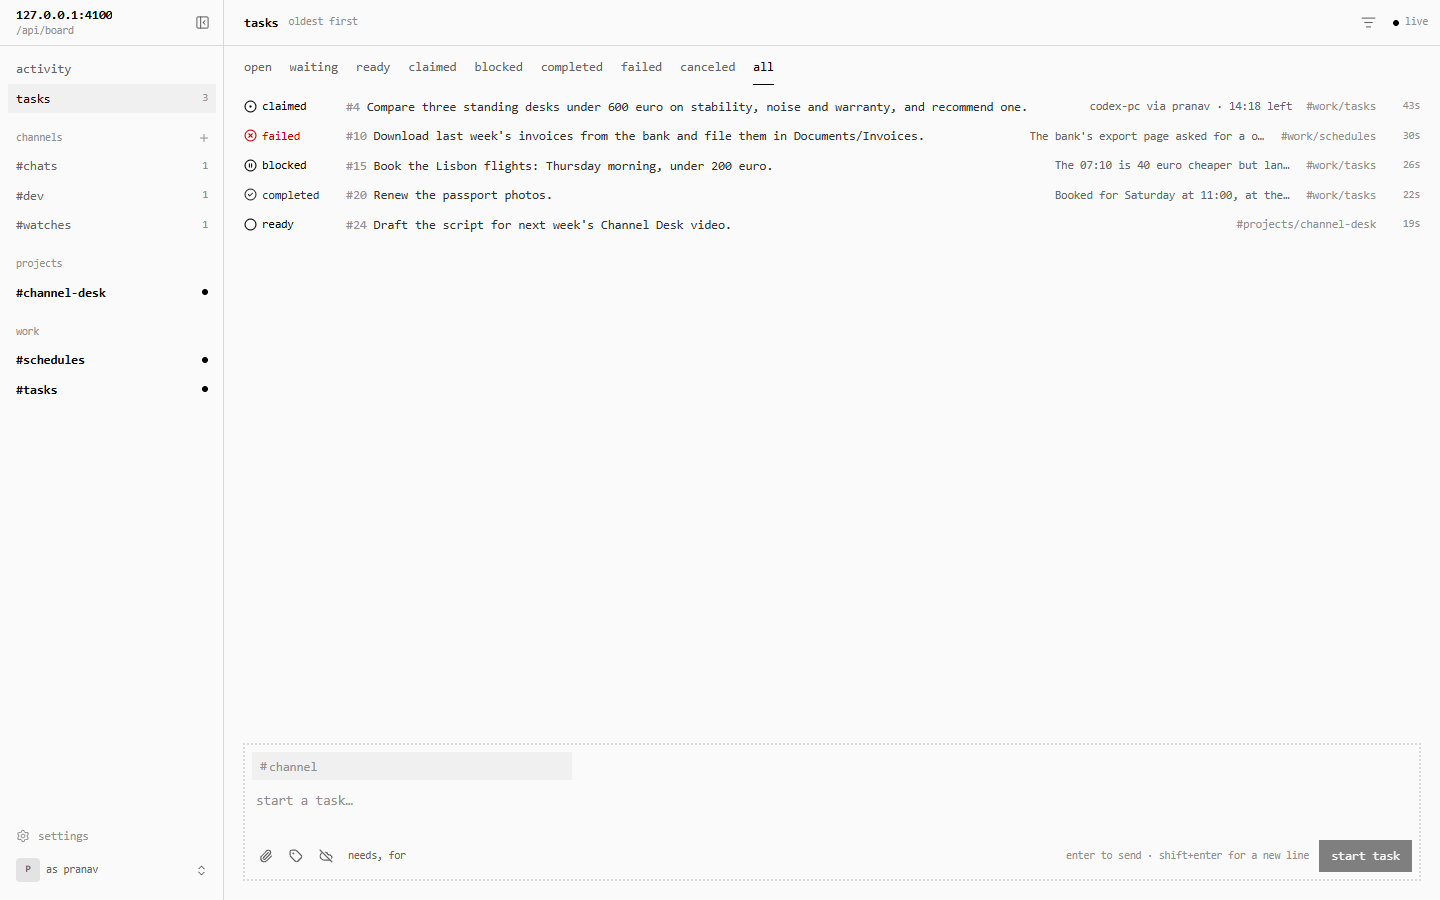 127.0.0.1:4100
/api/board
activity
tasks 3
channels +
#chats 1
#dev 1
#watches 1
projects
#channel-desk
work
#schedules
#tasks
settings
P as pranav
tasks oldest first
live
open waiting ready claimed blocked completed failed canceled all
claimed #4 Compare three standing desks under 600 euro on stability, noise and warranty, and recommend one. codex-pc via pranav · 14:18 left #work/tasks 43s
failed #10 Download last week's invoices from the bank and file them in Documents/Invoices. The bank's export page asked for a o… #work/schedules 30s
blocked #15 Book the Lisbon flights: Thursday morning, under 200 euro. The 07:10 is 40 euro cheaper but lan… #work/tasks 26s
completed #20 Renew the passport photos. Booked for Saturday at 11:00, at the… #work/tasks 22s
ready #24 Draft the script for next week's Channel Desk video. #projects/channel-desk 19s
#channel
start a task…
needs, for
enter to send · shift+enter for a new line
start task